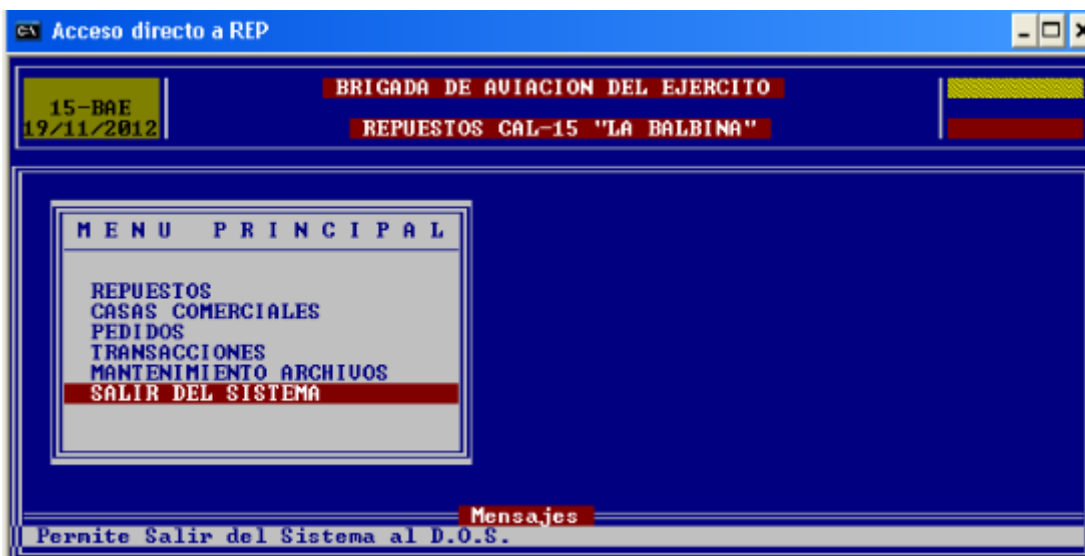 Acceso directo a REP
BRIGADA DE AVIACION DEL EJERCITO
15-BAE
19/11/2012
REPUESTOS CAL-15 "LA BALBINA"
MENU PRINCIPAL
REPUESTOS
CASAS COMERCIALES
PEDIDOS
TRANSACCIONES
MANTENIMIENTO ARCHIVOS
SALIR DEL SISTEMA
Mensajes
Permite Salir del Sistema al D.O.S.